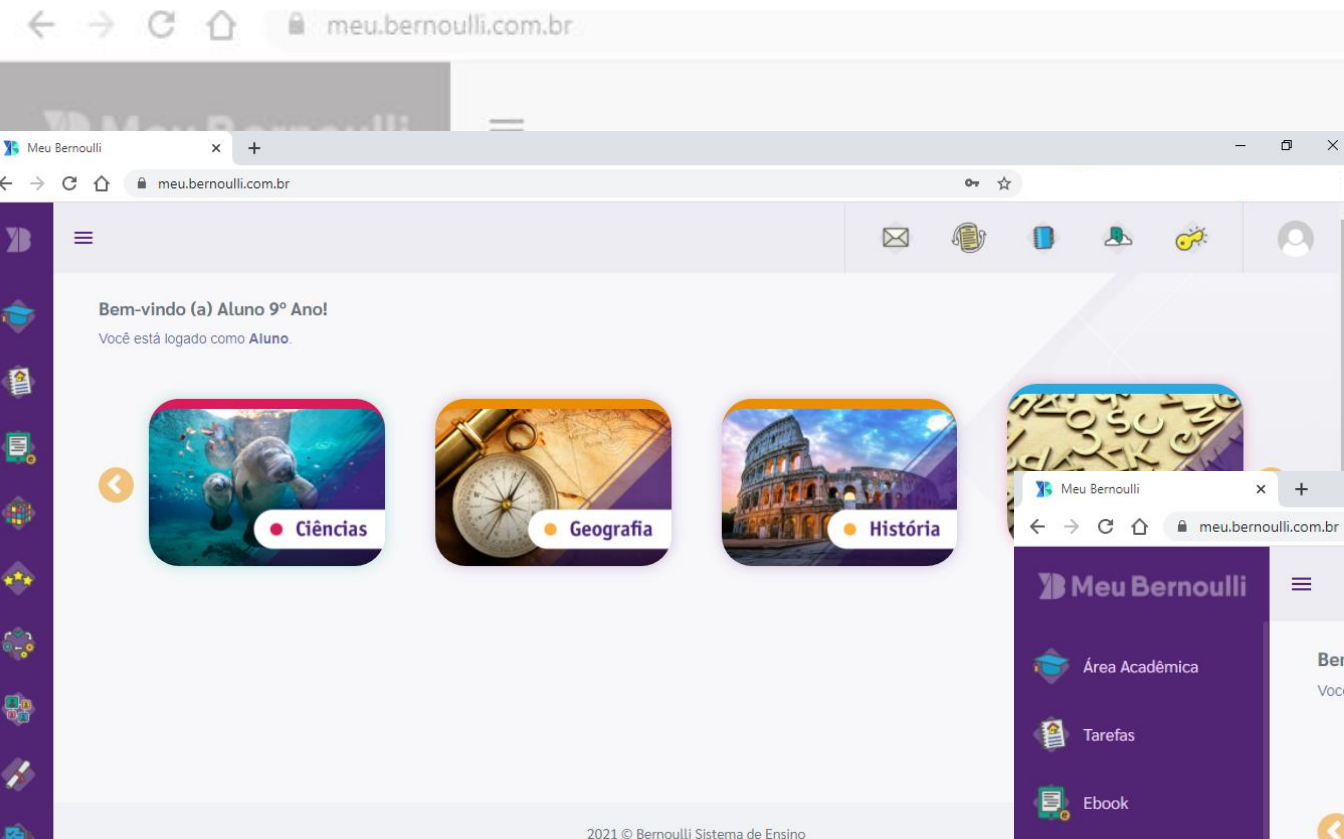 meu.bernoulli.com.br
Meu Bernoulli
Meu Bernoulli
meu.bernoulli.com.br
Bem-vindo (a) Aluno 9º Ano!
Você está logado como Aluno.
Ciências
Geografia
História
2021 © Bernoulli Sistema de Ensino
Meu Bernoulli
meu.bernoulli.com.br
Meu Bernoulli
Área Acadêmica
Ber
Você
Tarefas
Ebook